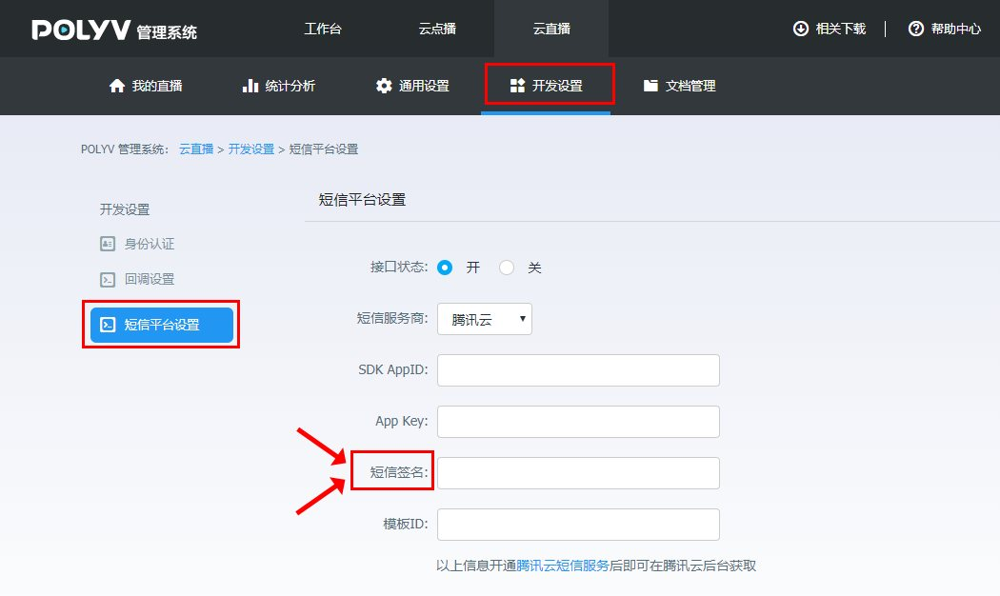 POLYV 管理系统 工作台 云点播 云直播 相关下载 帮助中心
我的直播 统计分析 通用设置 开发设置 文档管理
POLYV 管理系统: 云直播 > 开发设置 > 短信平台设置
开发设置
身份认证
回调设置
短信平台设置
短信平台设置
接口状态: 开 关
短信服务商: 腾讯云
SDK AppID:
App Key:
短信签名:
模板ID:
以上信息开通腾讯云短信服务后即可在腾讯云后台获取